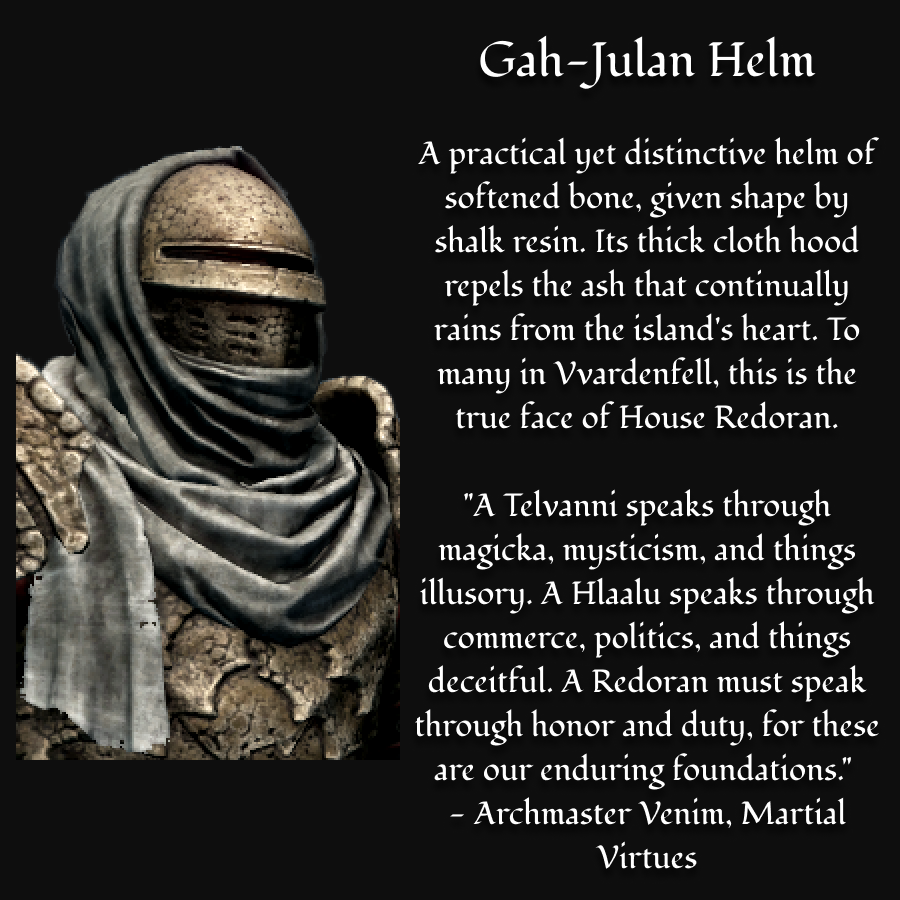 Gah-Julan Helm
A practical yet distinctive helm of
softened bone, given shape by
shalk resin. Its thick cloth hood
repels the ash that continually
rains from the island's heart. To
many in Vvardenfell, this is the
true face of House Redoran.
"A Telvanni speaks through
magicka, mysticism, and things
illusory. A Hlaalu speaks through
commerce, politics, and things
deceitful. A Redoran must speak
through honor and duty, for these
are our enduring foundations."
- Archmaster Venim, Martial
Virtues